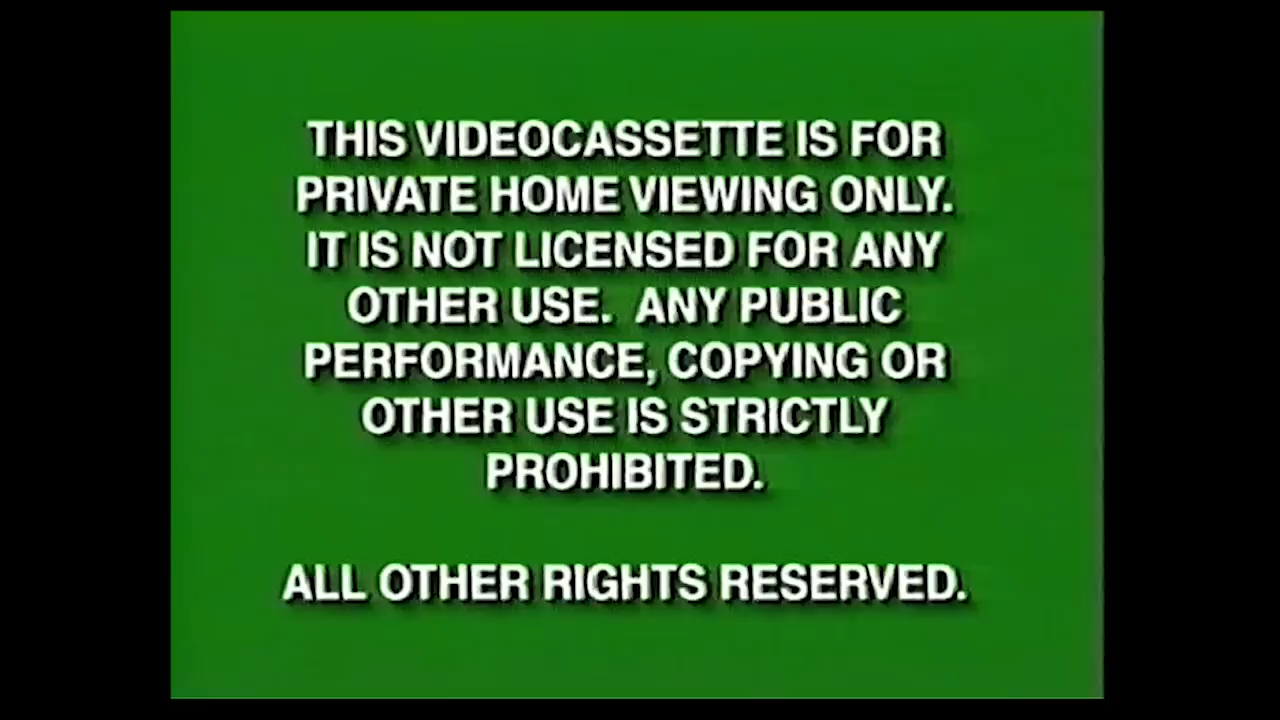 THIS VIDEOCASSETTE IS FOR
PRIVATE HOME VIEWING ONLY.
IT IS NOT LICENSED FOR ANY
OTHER USE.  ANY PUBLIC
PERFORMANCE, COPYING OR
OTHER USE IS STRICTLY
PROHIBITED.
ALL OTHER RIGHTS RESERVED.